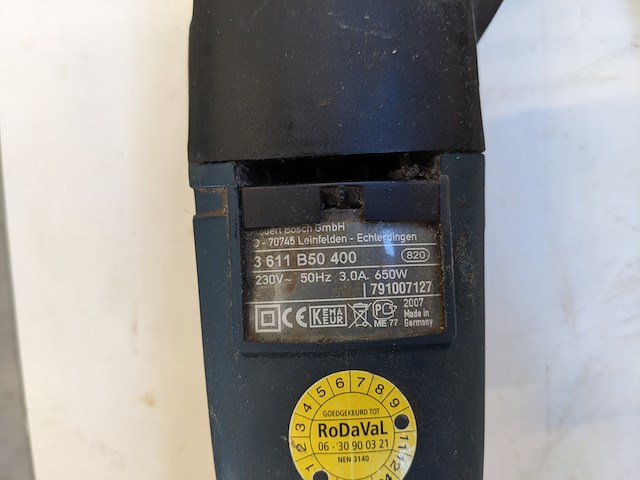 Bosch GmbH
D - 70745 Leinfelden - Echterdingen
3 611 B50 400 820
230V~ 50Hz 3.0A. 650W
791007127
KEMA KEUR PG ME 77 2007 Made in Germany
CE
1 2 3 4 5 6 7 8 9 11 12
GOEDGEKEURD TOT
RoDaVaL
06 - 30 90 03 21
NEN 3140